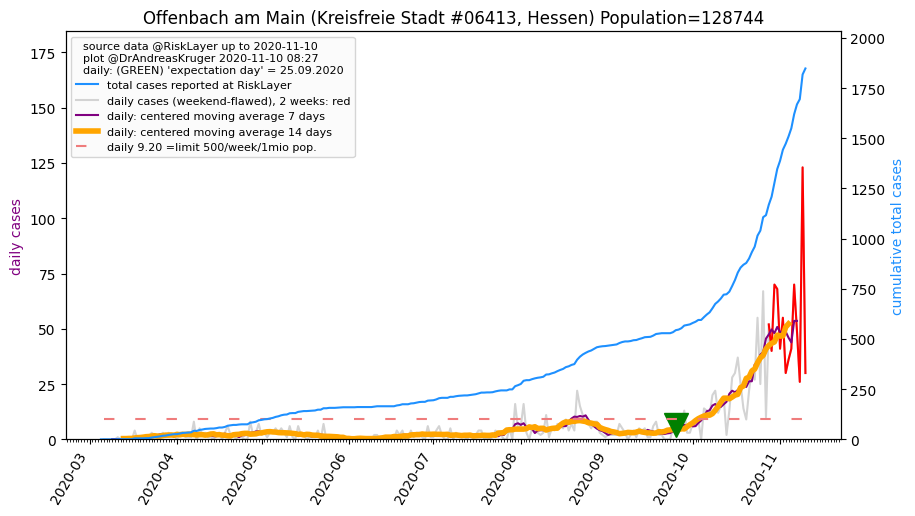 Offenbach am Main (Kreisfreie Stadt #06413, Hessen) Population=128744
source data @RiskLayer up to 2020-11-10
plot @DrAndreasKruger 2020-11-10 08:27
daily: (GREEN) 'expectation day' = 25.09.2020
total cases reported at RiskLayer
daily cases (weekend-flawed), 2 weeks: red
daily: centered moving average 7 days
daily: centered moving average 14 days
daily 9.20 =limit 500/week/1mio pop.
daily cases
175
150
125
100
75
50
25
0
cumulative total cases
2000
1750
1500
1250
1000
750
500
250
0
2020-03
2020-04
2020-05
2020-06
2020-07
2020-08
2020-09
2020-10
2020-11